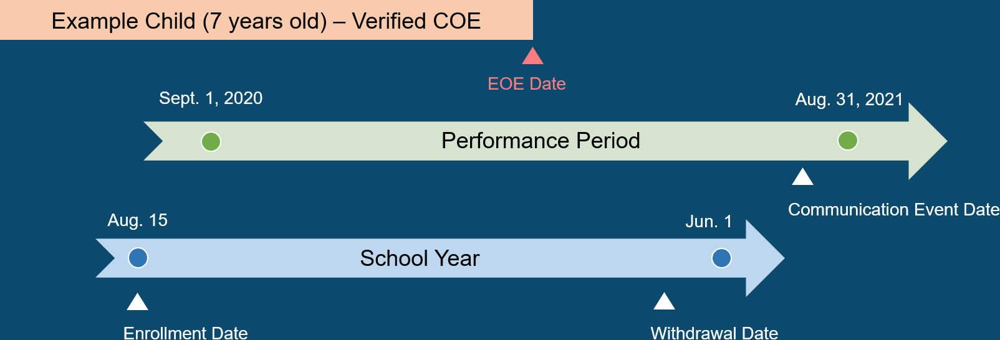 Example Child (7 years old) – Verified COE
EOE Date
Sept. 1, 2020
Aug. 31, 2021
Performance Period
Communication Event Date
Aug. 15
Jun. 1
School Year
Enrollment Date
Withdrawal Date